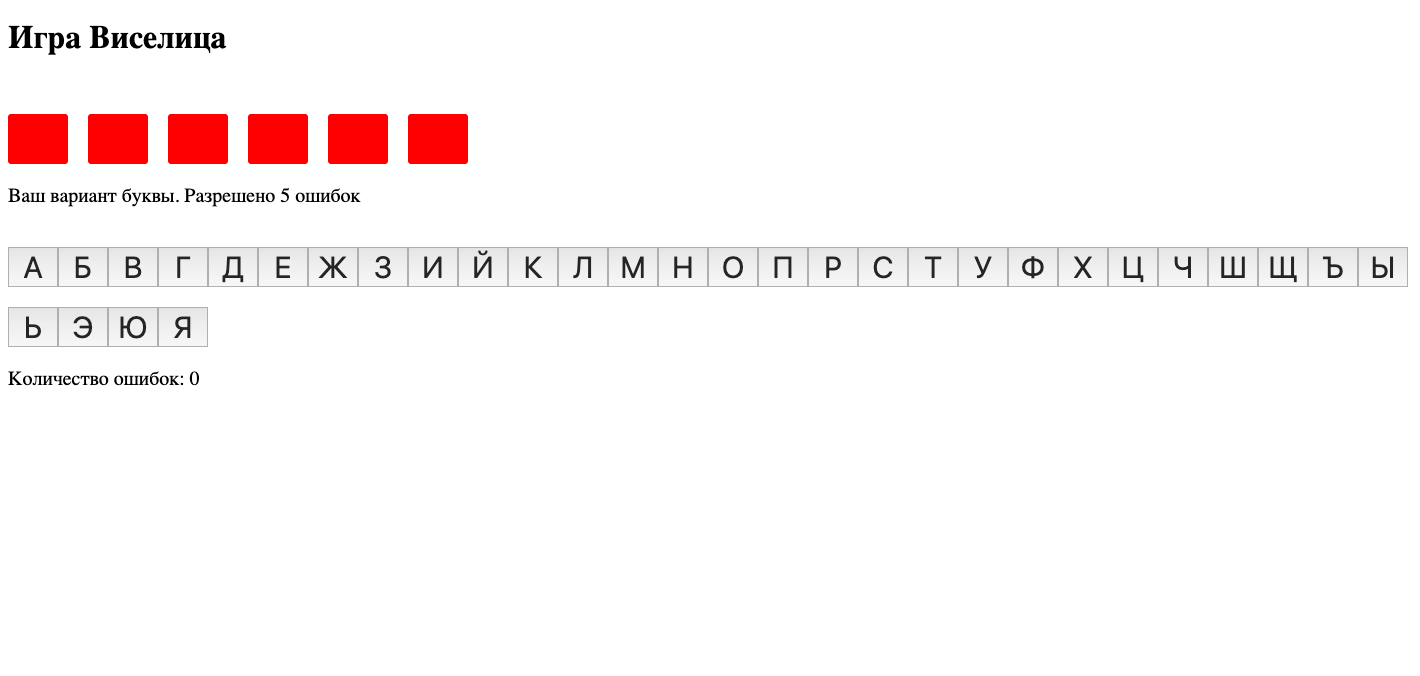 Игра Виселица
Ваш вариант буквы. Разрешено 5 ошибок
А Б В Г Д Е Ж З И Й К Л М Н О П Р С Т У Ф Х Ц Ч Ш Щ Ъ Ы
Ь Э Ю Я
Количество ошибок: 0